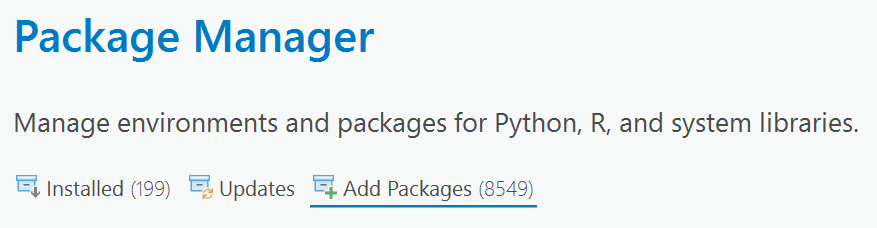 Package Manager
Manage environments and packages for Python, R, and system libraries.
Installed (199) Updates Add Packages (8549)